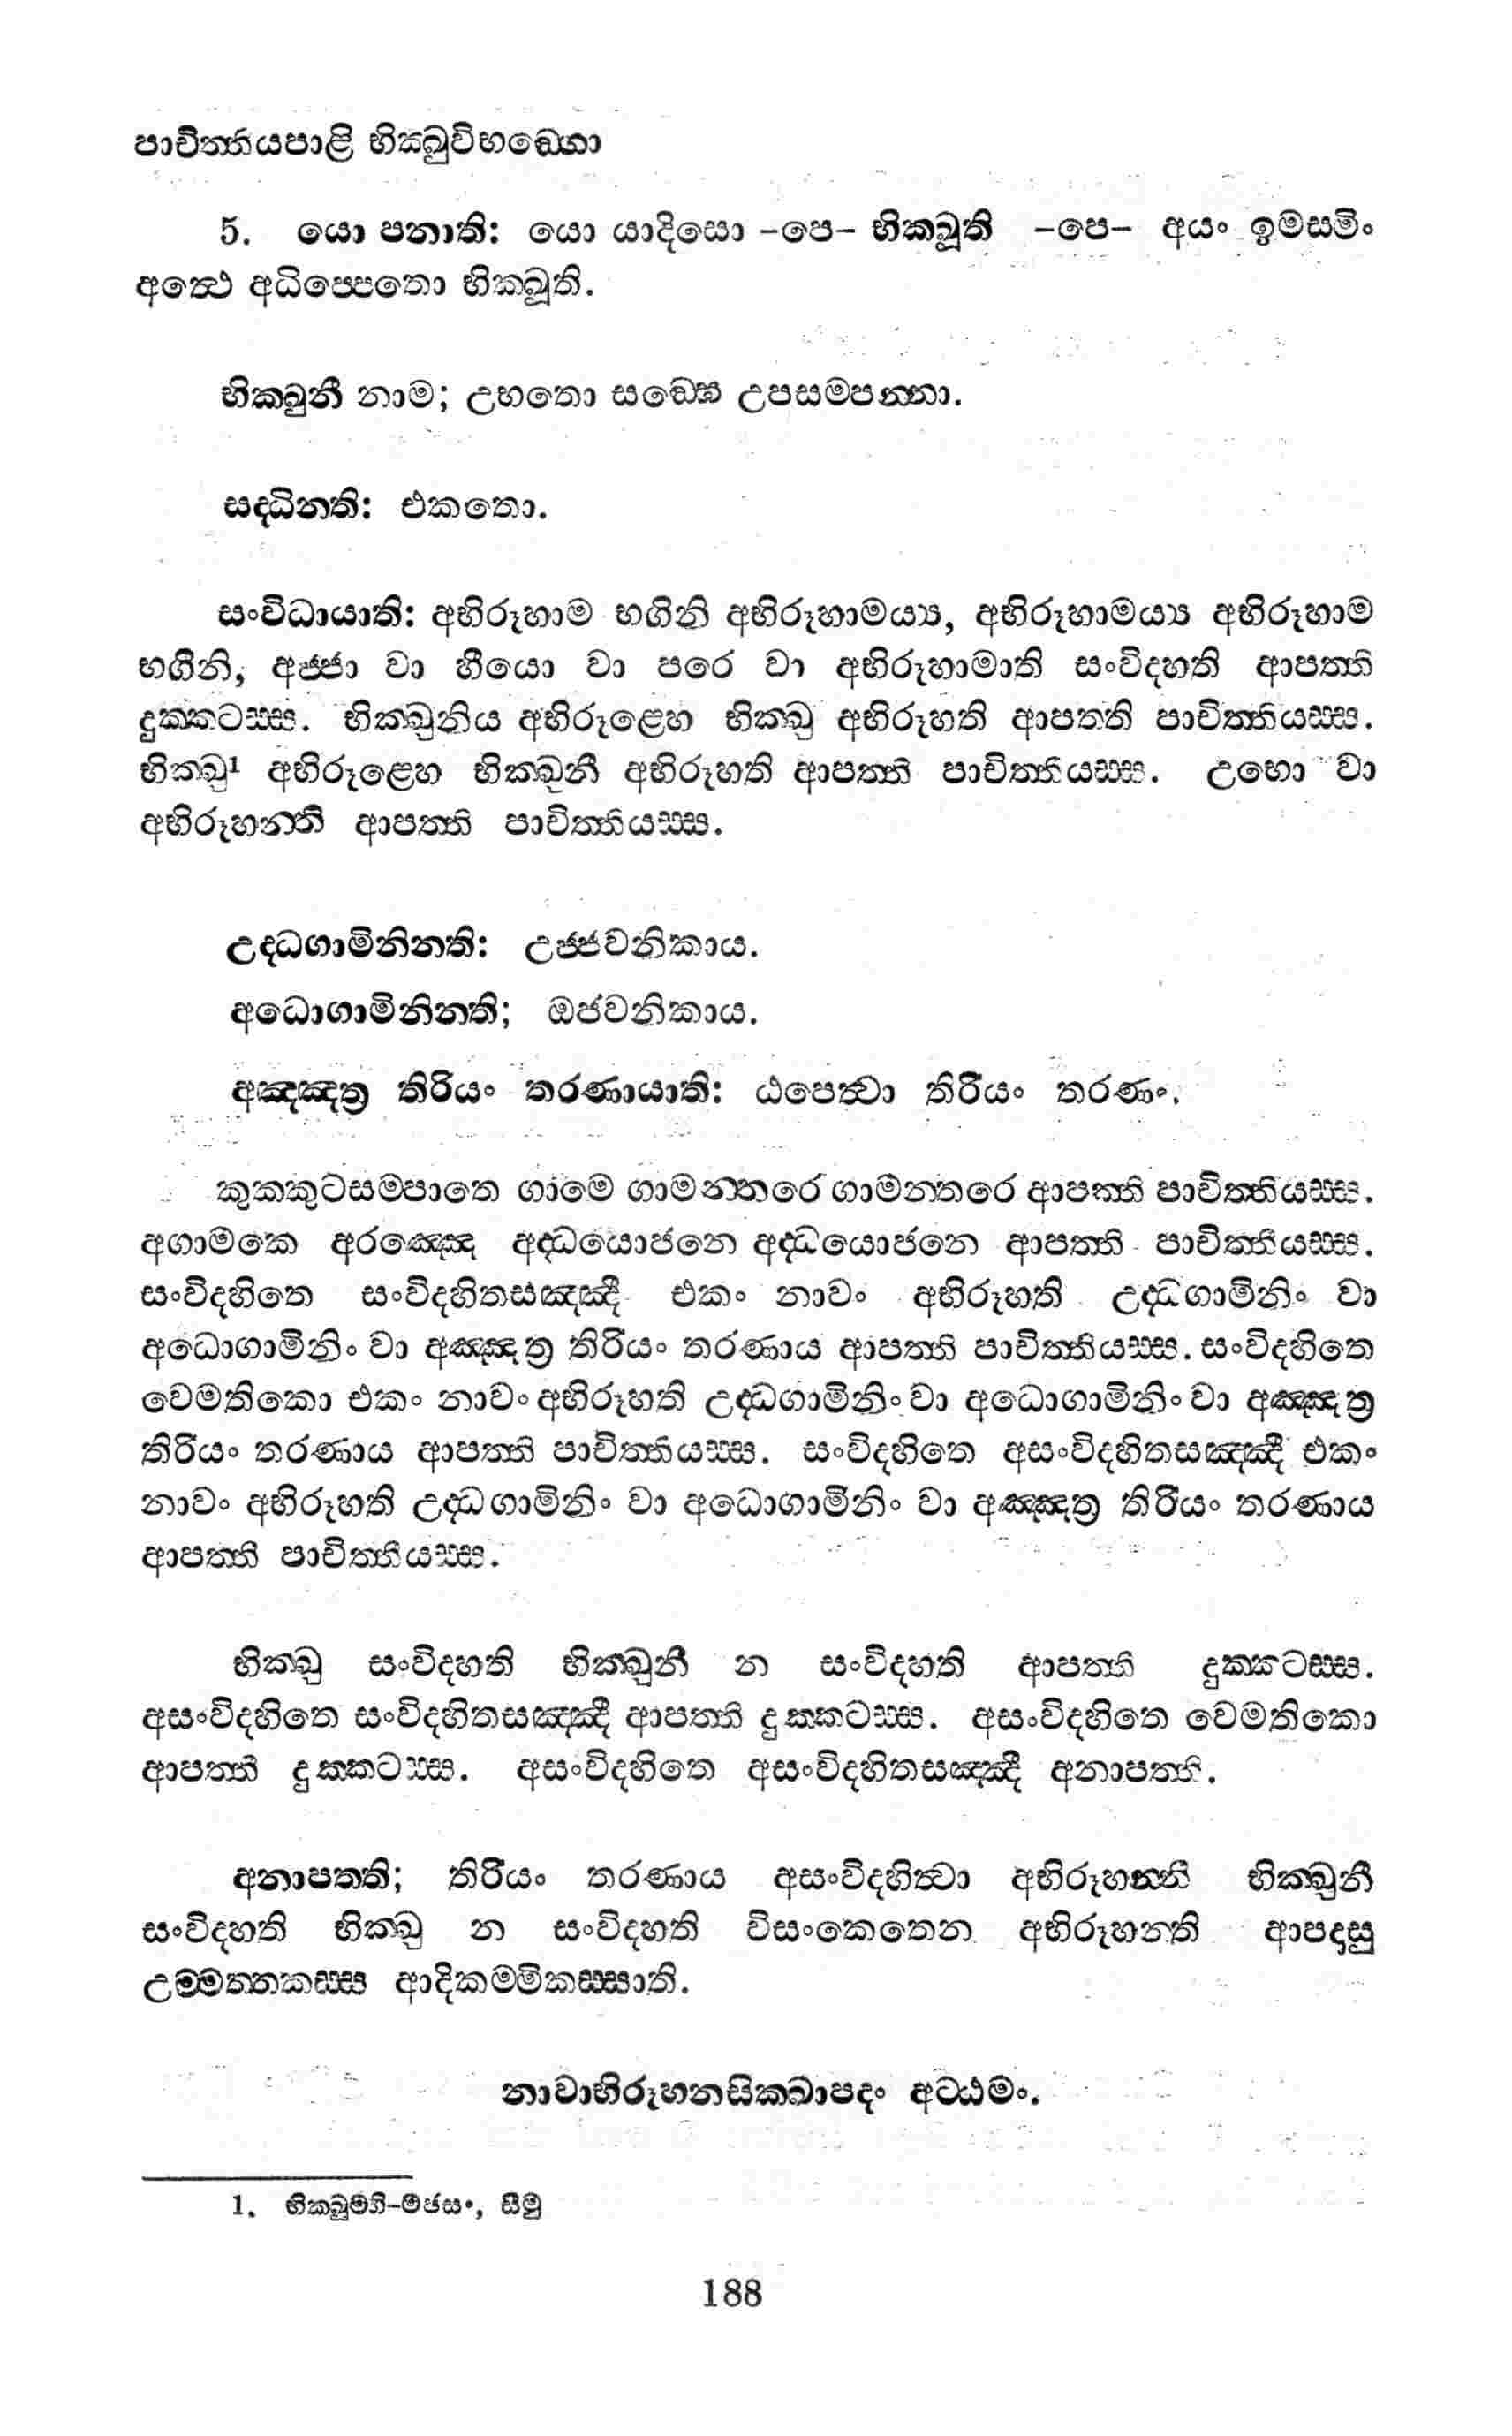 පාචිත්තියපාළි භික්ඛුවිභඞ්ගො
5. යො පනාති: යො යාදිසො -පෙ- භික්ඛූති -පෙ- අයං ඉමස්මිං
අත්ථෙ අධිප්පෙතො භික්ඛූති.
භික්ඛුනී නාම; උභතො සඞ්ඝෙ උපසම්පන්නා.
සද්ධින්ති: එකතො.
සංවිධායාති: අභිරූහාම භගිනි අභිරූහාමය්‍ය, අභිරූහාමය්‍ය අභිරූහාම
භගිනි, අජ්ජා වා හීයො වා පරෙ වා අභිරූහාමාති සංවිදහති ආපත්ති
දුක්කටස්ස. භික්ඛුනියා අභිරූළ්හෙ භික්ඛු අභිරූහති ආපත්ති පාචිත්තියස්ස.
භික්ඛු¹ අභිරූළ්හෙ භික්ඛුනී අභිරූහති ආපත්ති පාචිත්තියස්ස. උභො වා
අභිරූහන්ති ආපත්ති පාචිත්තියස්ස.
උද්ධගාමිනින්ති: උජ්ජවනිකාය.
අධොගාමිනින්ති; ඔජවනිකාය.
අඤ්ඤත්‍ර තිරියං තරණායාති: ඨපෙත්වා තිරියං තරණං.
කුක්කුටසම්පාතෙ ගාමෙ ගාමන්තරෙ ගාමන්තරෙ ආපත්ති පාචිත්තියස්ස.
අගාමකෙ අරඤ්ඤෙ අද්ධයොජනෙ අද්ධයොජනෙ ආපත්ති පාචිත්තියස්ස.
සංවිදහිතෙ සංවිදහිතසඤ්ඤී එකං නාවං අභිරූහති උද්ධගාමිනිං වා
අධොගාමිනිං වා අඤ්ඤත්‍ර තිරියං තරණාය ආපත්ති පාචිත්තියස්ස. සංවිදහිතෙ
වෙමතිකො එකං නාවං අභිරූහති උද්ධගාමිනිං වා අධොගාමිනිං වා අඤ්ඤත්‍ර
තිරියං තරණාය ආපත්ති පාචිත්තියස්ස. සංවිදහිතෙ අසංවිදහිතසඤ්ඤී එකං
නාවං අභිරූහති උද්ධගාමිනිං වා අධොගාමිනිං වා අඤ්ඤත්‍ර තිරියං තරණාය
ආපත්ති පාචිත්තියස්ස.
භික්ඛු සංවිදහති භික්ඛුනී න සංවිදහති ආපත්ති දුක්කටස්ස.
අසංවිදහිතෙ සංවිදහිතසඤ්ඤී ආපත්ති දුක්කටස්ස. අසංවිදහිතෙ වෙමතිකො
ආපත්ති දුක්කටස්ස. අසංවිදහිතෙ අසංවිදහිතසඤ්ඤී අනාපත්ති.
අනාපත්ති; තිරියං තරණාය අසංවිදහිත්වා අභිරූහන්ති භික්ඛුනී
සංවිදහති භික්ඛු න සංවිදහති විසංකෙතෙන අභිරූහන්ති ආපදාසු
උම්මත්තකස්ස ආදිකම්මිකස්සාති.
නාවාභිරූහනසික්ඛාපදං අට්ඨමං.
1. භික්ඛුම්හි-මජසං, සීමු
188